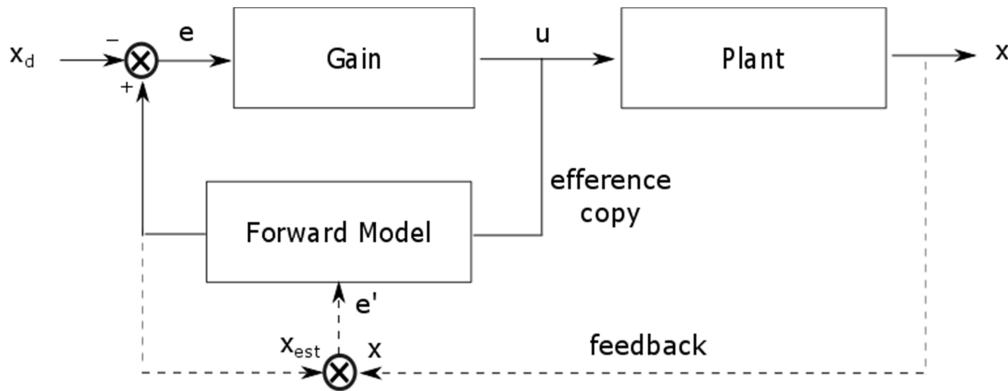 x_d
−
+
e
Gain
u
Plant
x
efference
copy
Forward Model
e'
x_est
x
feedback